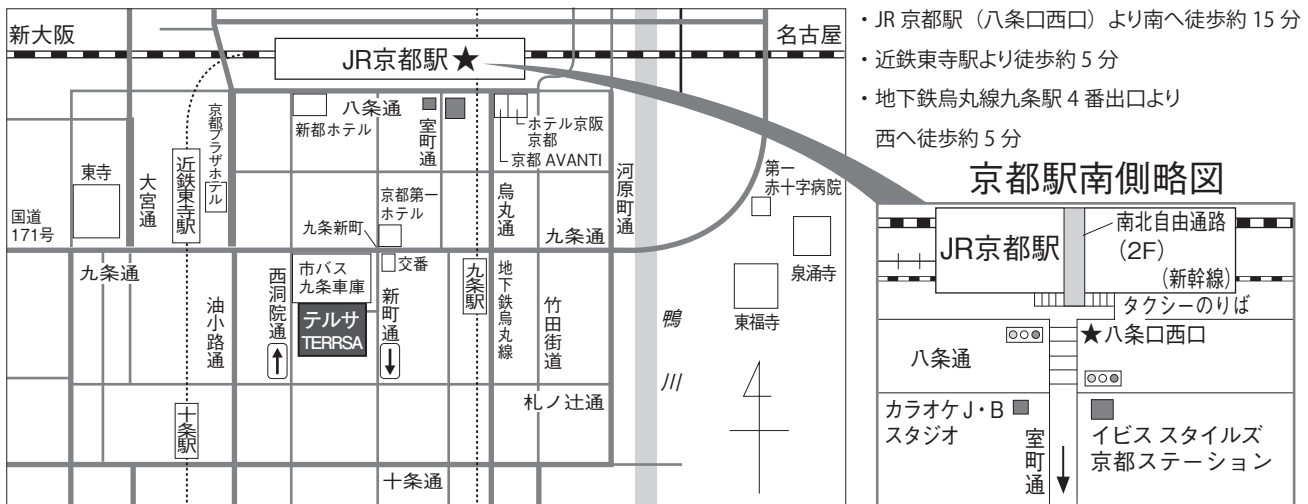 新大阪
名古屋
JR京都駅★
八条通
新都ホテル
室町通
ホテル京阪
京都
京都 AVANTI
京都プラザホテル
近鉄東寺駅
東寺
大宮通
国道
171号
京都第一
ホテル
九条新町
烏丸通
九条通
河原町通
第一
赤十字病院
泉涌寺
東福寺
九条通
油小路通
西洞院通
市バス
九条車庫
テルサ
TERRSA
交番
新町通
九条駅
地下鉄烏丸線
竹田街道
鴨川
札ノ辻通
十条駅
十条通
・JR 京都駅（八条口西口）より南へ徒歩約 15 分
・近鉄東寺駅より徒歩約 5 分
・地下鉄烏丸線九条駅 4 番出口より
西へ徒歩約 5 分
京都駅南側略図
JR京都駅
南北自由通路
(2F)
(新幹線)
タクシーのりば
★八条口西口
八条通
カラオケ J・B
スタジオ
室町通
イビス スタイルズ
京都ステーション